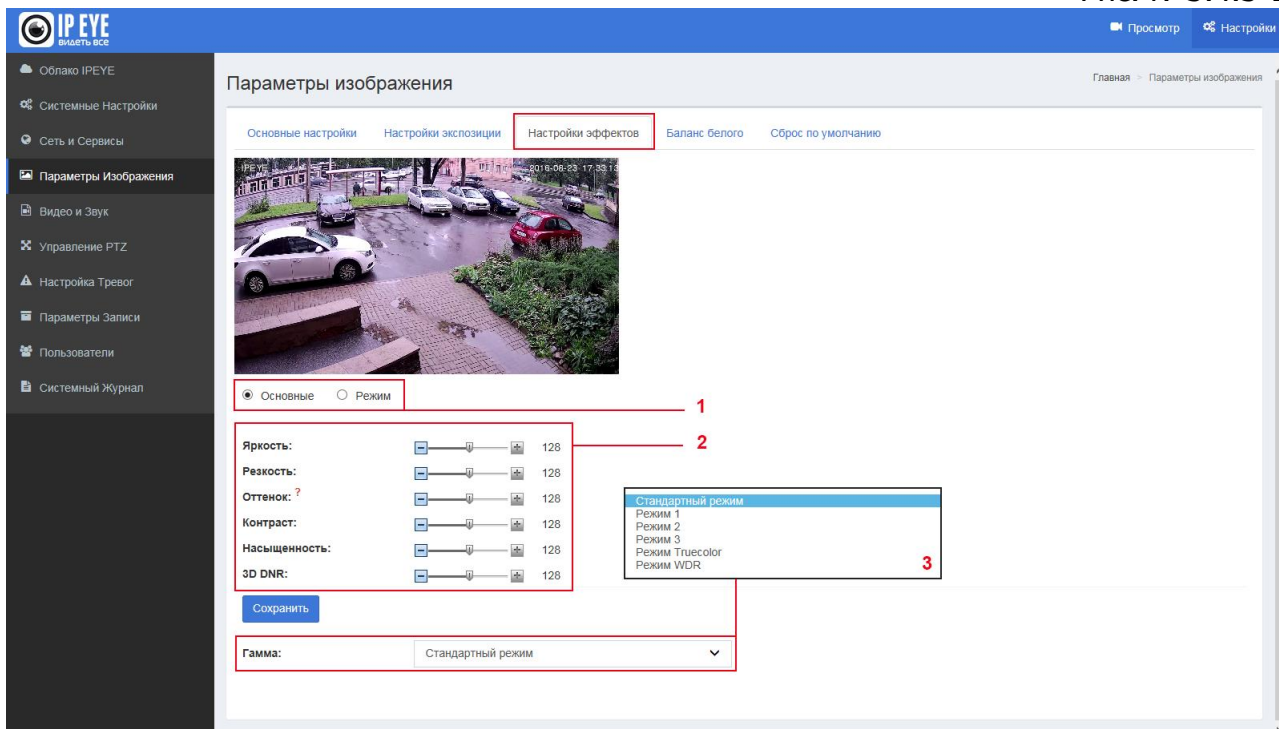 IP EYE
видеть все
Просмотр
Настройки
Облако IPEYE
Системные Настройки
Сеть и Сервисы
Параметры Изображения
Видео и Звук
Управление PTZ
Настройка Тревог
Параметры Записи
Пользователи
Системный Журнал
Параметры изображения
Главная > Параметры изображения
Основные настройки
Настройки экспозиции
Настройки эффектов
Баланс белого
Сброс по умолчанию
IPEYE
2016-08-23 17:33:13
Основные
Режим
1
2
Яркость: 128
Резкость: 128
Оттенок: ? 128
Контраст: 128
Насыщенность: 128
3D DNR: 128
Стандартный режим
Режим 1
Режим 2
Режим 3
Режим Truecolor
Режим WDR
3
Сохранить
Гамма: Стандартный режим